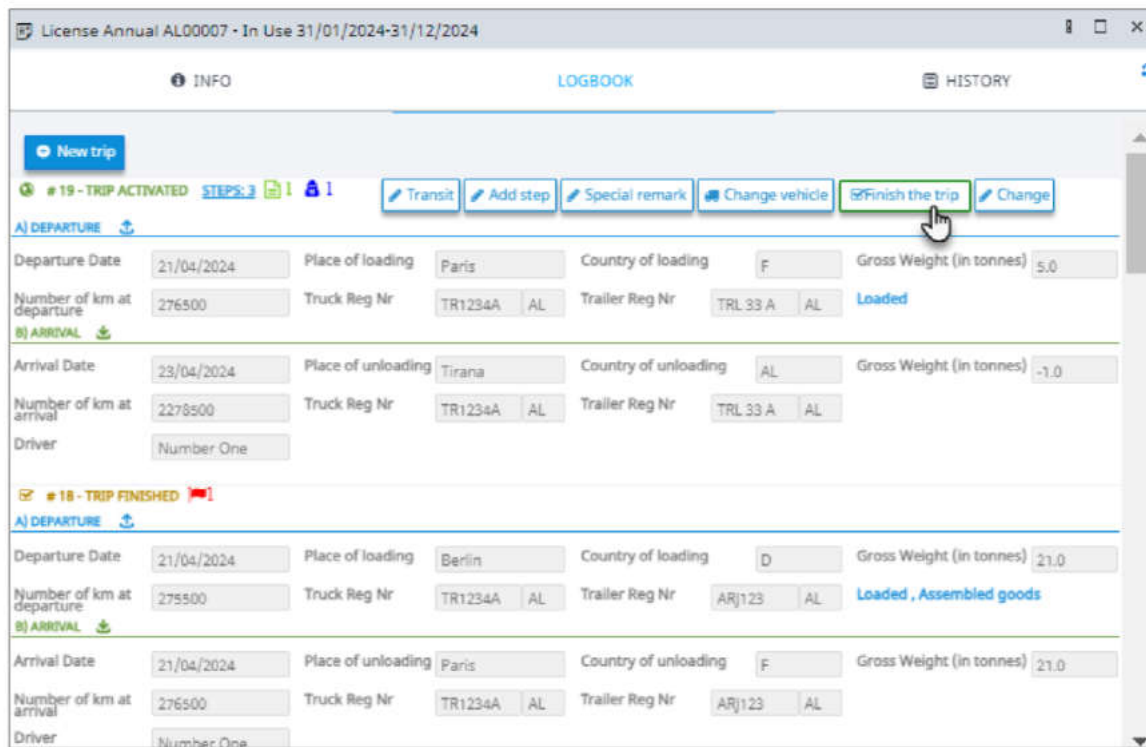 License Annual AL00007 - In Use 31/01/2024-31/12/2024
INFO LOGBOOK HISTORY
New trip
# 19 - TRIP ACTIVATED STEPS: 3 1 1 Transit Add step Special remark Change vehicle Finish the trip Change
A) DEPARTURE
Departure Date 21/04/2024 Place of loading Paris Country of loading F Gross Weight (in tonnes) 5.0
Number of km at departure 276500 Truck Reg Nr TR1234A AL Trailer Reg Nr TRL 33 A AL Loaded
B) ARRIVAL
Arrival Date 23/04/2024 Place of unloading Tirana Country of unloading AL Gross Weight (in tonnes) -1.0
Number of km at arrival 2278500 Truck Reg Nr TR1234A AL Trailer Reg Nr TRL 33 A AL
Driver Number One
# 18 - TRIP FINISHED 1
A) DEPARTURE
Departure Date 21/04/2024 Place of loading Berlin Country of loading D Gross Weight (in tonnes) 21.0
Number of km at departure 275500 Truck Reg Nr TR1234A AL Trailer Reg Nr ARJ123 AL Loaded , Assembled goods
B) ARRIVAL
Arrival Date 21/04/2024 Place of unloading Paris Country of unloading F Gross Weight (in tonnes) 21.0
Number of km at arrival 276500 Truck Reg Nr TR1234A AL Trailer Reg Nr ARJ123 AL
Driver Number One